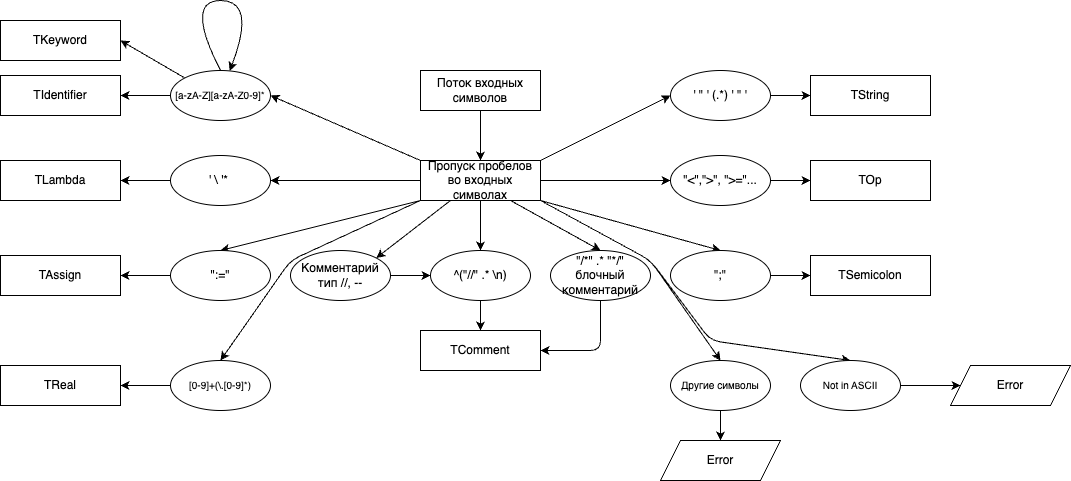 TKeyword
TIdentifier
[a-zA-Z][a-zA-Z0-9]*
Поток входных
символов
' " ' (.*) ' " '
TString
TLambda
' \ '*
Пропуск пробелов
во входных
символах
"<",">", ">="...
TOp
TAssign
":="
Комментарий
тип //, --
^("//" .* \n)
"/*" .* "*/"
блочный
комментарий
";"
TSemicolon
TComment
TReal
[0-9]+(\.[0-9]*)
Другие символы
Not in ASCII
Error
Error